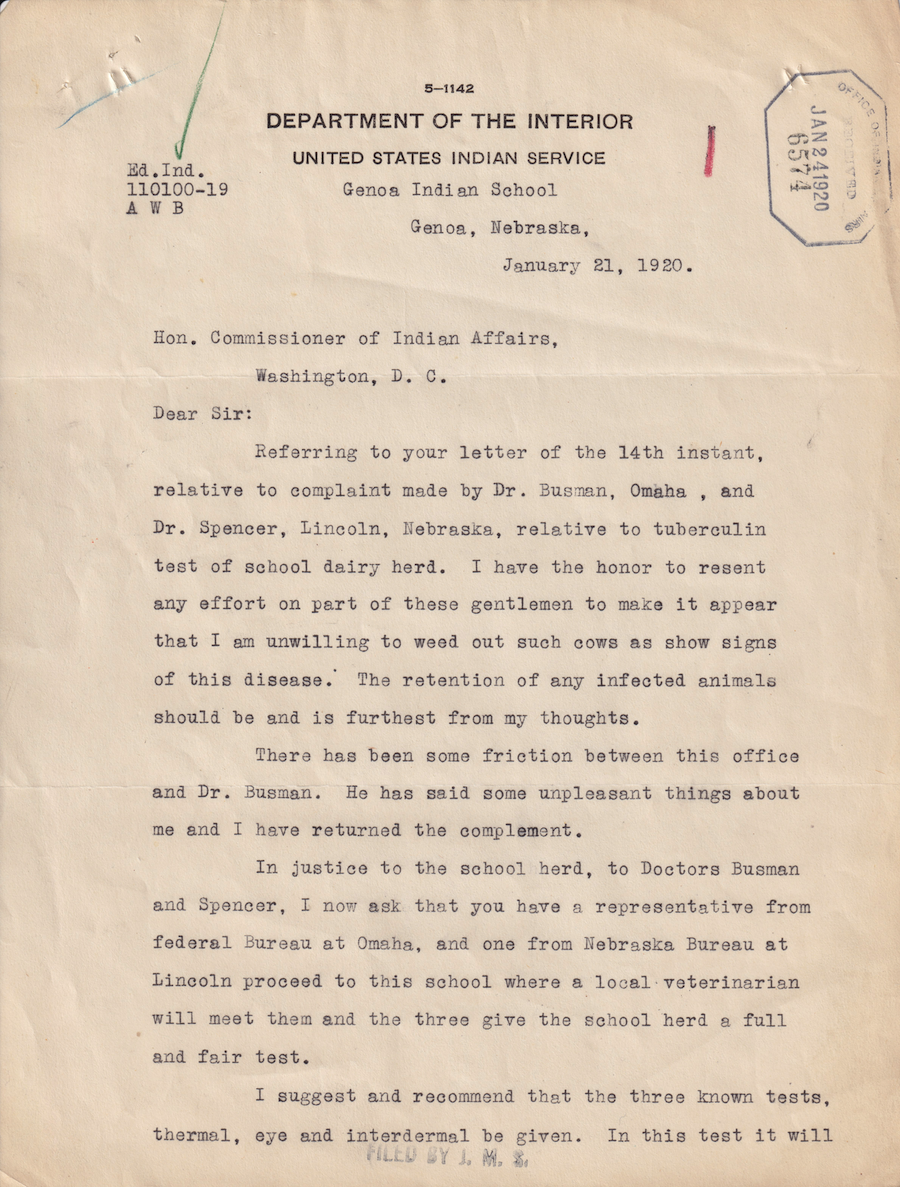 5—1142
DEPARTMENT OF THE INTERIOR
UNITED STATES INDIAN SERVICE
Ed.Ind.
110100-19
A W B
Genoa Indian School
Genoa, Nebraska,
January 21, 1920.
OFFICE OF INDIAN AFFAIRS
RECEIVED
JAN 24 1920
6574
Hon. Commissioner of Indian Affairs,
Washington, D. C.
Dear Sir:
Referring to your letter of the 14th instant,
relative to complaint made by Dr. Busman, Omaha , and
Dr. Spencer, Lincoln, Nebraska, relative to tuberculin
test of school dairy herd. I have the honor to resent
any effort on part of these gentlemen to make it appear
that I am unwilling to weed out such cows as show signs
of this disease. The retention of any infected animals
should be and is furthest from my thoughts.
There has been some friction between this office
and Dr. Busman. He has said some unpleasant things about
me and I have returned the complement.
In justice to the school herd, to Doctors Busman
and Spencer, I now ask that you have a representative from
federal Bureau at Omaha, and one from Nebraska Bureau at
Lincoln proceed to this school where a local veterinarian
will meet them and the three give the school herd a full
and fair test.
I suggest and recommend that the three known tests,
thermal, eye and interdermal be given. In this test it will
FILED BY J. M. S.